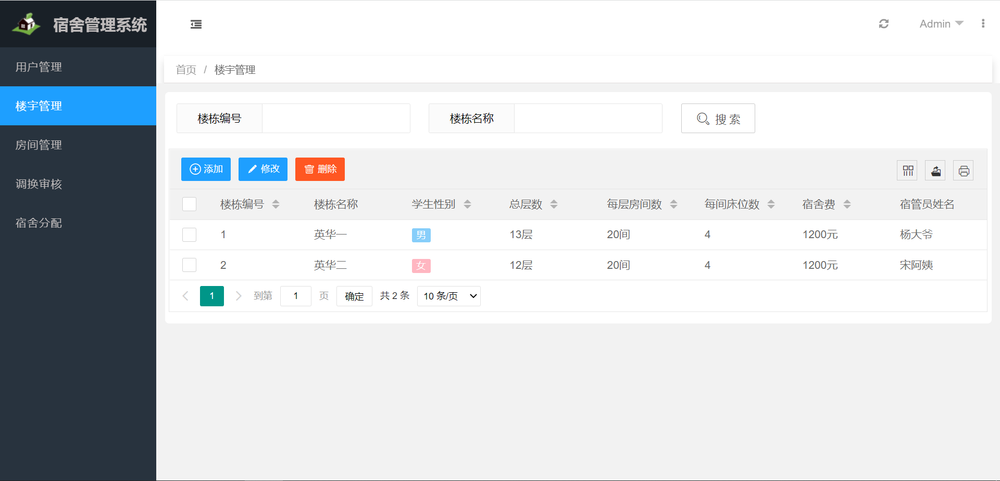 宿舍管理系统
Admin
用户管理
楼宇管理
房间管理
调换审核
宿舍分配
首页 / 楼宇管理
楼栋编号 楼栋名称 搜 索
添加 修改 删除
楼栋编号 楼栋名称 学生性别 总层数 每层房间数 每间床位数 宿舍费 宿管员姓名
1 英华一 男 13层 20间 4 1200元 杨大爷
2 英华二 女 12层 20间 4 1200元 宋阿姨
1 到第 1 页 确定 共 2 条 10 条/页